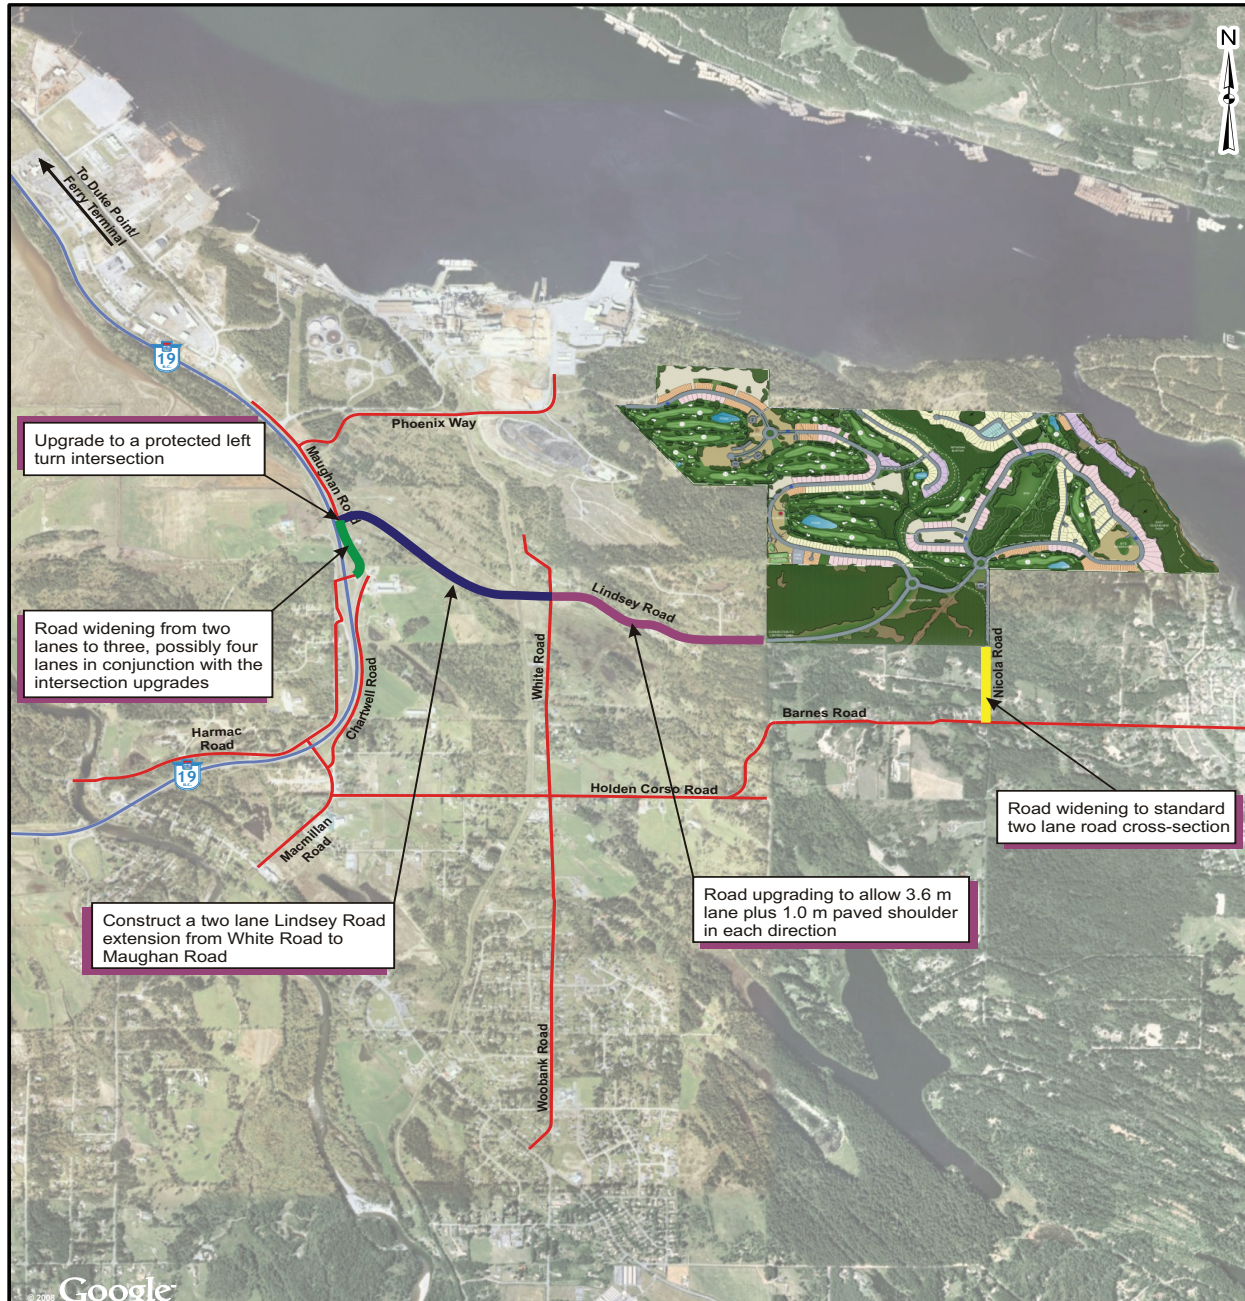 N
To Duke Point/
Ferry Terminal
19
B.C.
Phoenix Way
Maughan Road
Upgrade to a protected left
turn intersection
Lindsey Road
Road widening from two
lanes to three, possibly four
lanes in conjunction with the
intersection upgrades
White Road
Nicola Road
Chartwell Road
Barnes Road
Harmac
Road
19
B.C.
Holden Corso Road
Road widening to standard
two lane road cross-section
Macmillan
Road
Road upgrading to allow 3.6 m
lane plus 1.0 m paved shoulder
in each direction
Construct a two lane Lindsey Road
extension from White Road to
Maughan Road
Woobank Road
© 2008 Google